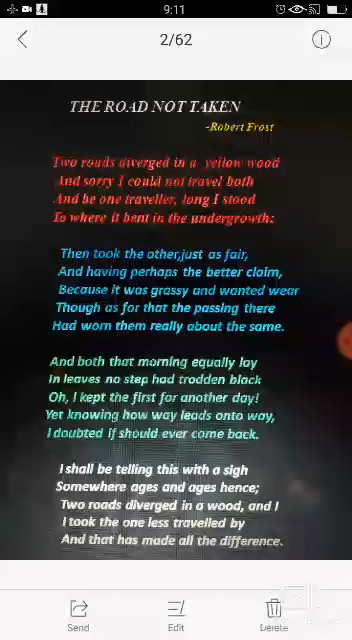 9:11
2/62
THE ROAD NOT TAKEN
-Robert Frost
Two roads diverged in a yellow wood
And sorry I could not travel both
And be one traveller, long I stood
To where it bent in the undergrowth:
Then took the other,just as fair,
And having perhaps the better claim,
Because it was grassy and wanted wear
Though as for that the passing there
Had worn them really about the same.
And both that morning equally lay
In leaves no step had trodden black
Oh, I kept the first for another day!
Yet knowing how way leads onto way,
I doubted if should ever come back.
I shall be telling this with a sigh
Somewhere ages and ages hence;
Two roads diverged in a wood, and I
I took the one less travelled by
And that has made all the difference.
Send
Edit
Delete